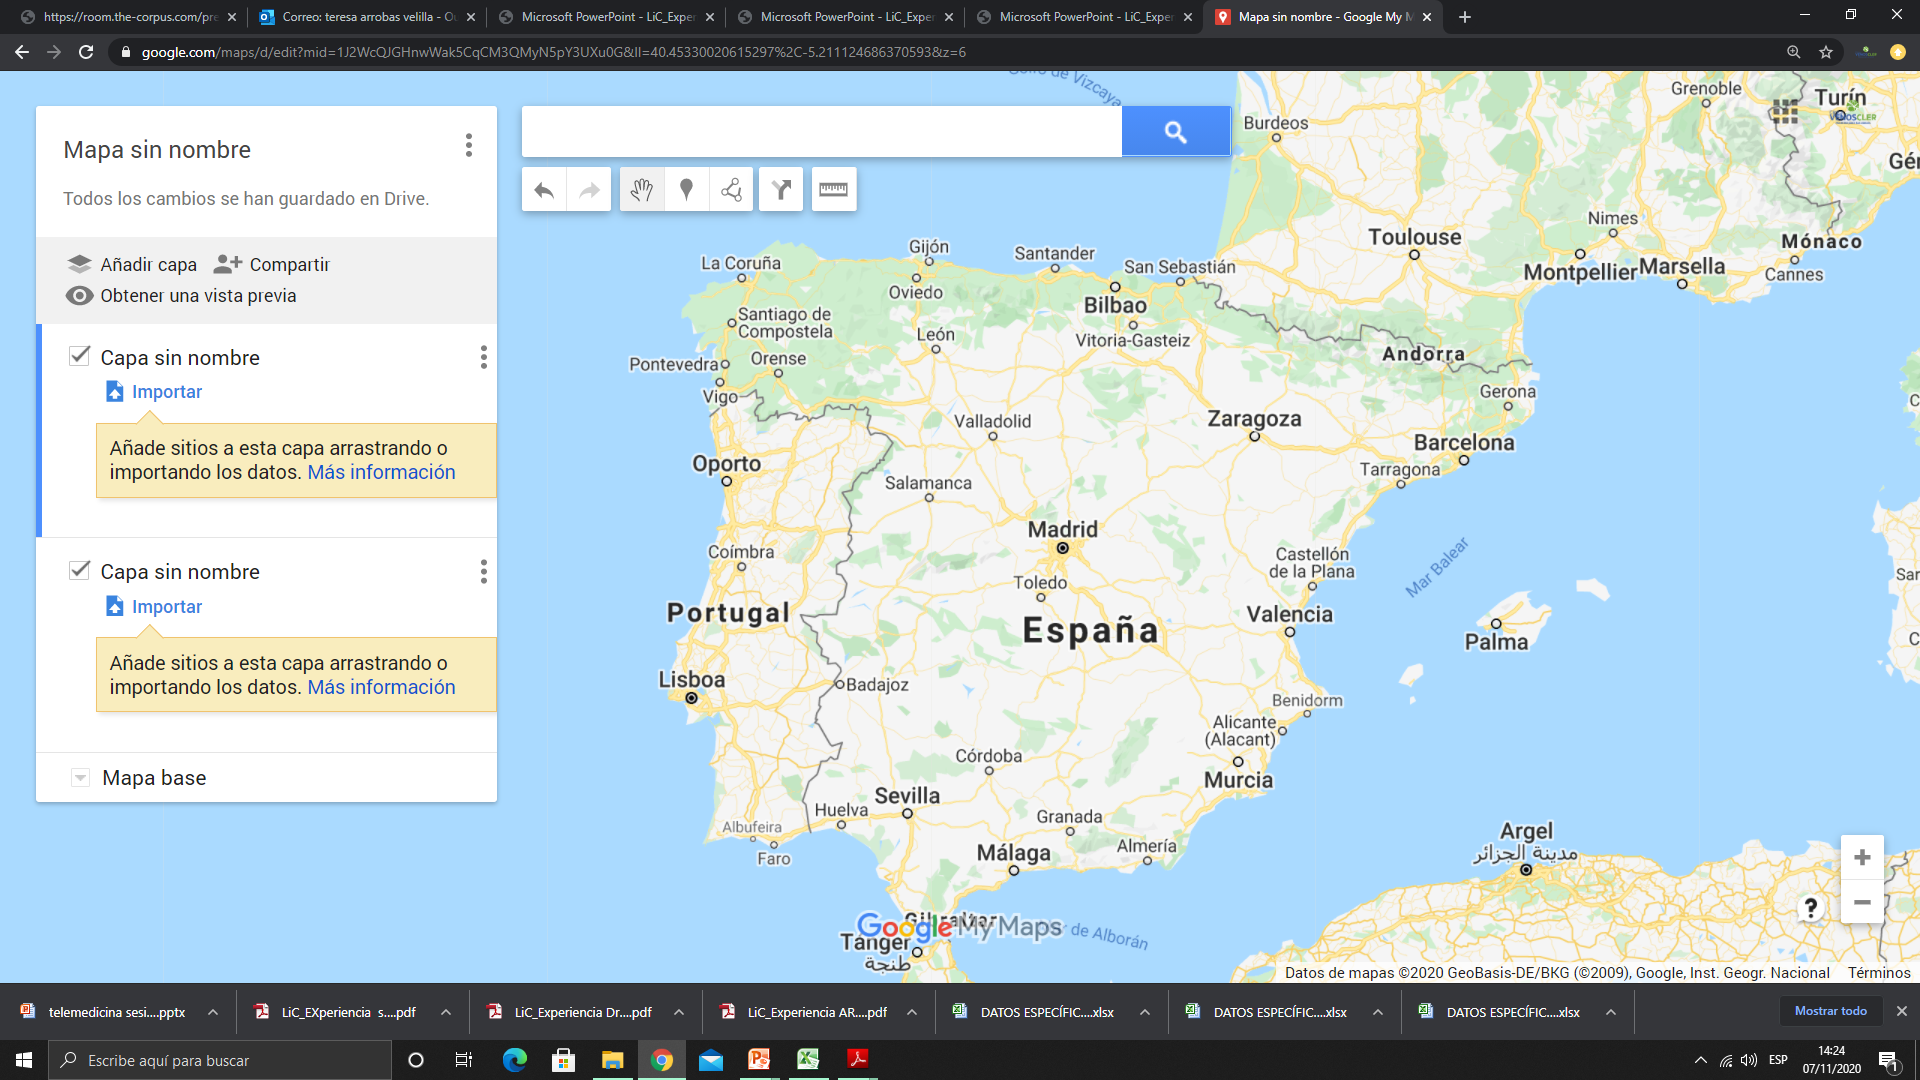 https://room.the-corpus.com/pre
Correo: teresa arrobas velilla - Ou
Microsoft PowerPoint - LiC_Exper
Microsoft PowerPoint - LiC_Exper
Microsoft PowerPoint - LiC_Exper
Mapa sin nombre - Google My M
google.com/maps/d/edit?mid=1J2WcQJGHnwWak5CqCM3QMyN5pY3UXu0G&ll=40.45330020615297%2C-5.211124686370593&z=6
Mapa sin nombre
Todos los cambios se han guardado en Drive.
Añadir capa
Compartir
Obtener una vista previa
Capa sin nombre
Importar
Añade sitios a esta capa arrastrando o
importando los datos. Más información
Capa sin nombre
Importar
Añade sitios a esta capa arrastrando o
importando los datos. Más información
Mapa base
Golfo de Vizcaya
Burdeos
Grenoble
Turín
Toulouse
Nimes
Montpellier
Marsella
Mónaco
Cannes
Gijón
La Coruña
Oviedo
Santander
San Sebastián
Bilbao
Santiago de
Compostela
León
Vitoria-Gasteiz
Pontevedra
Orense
Vigo
Andorra
Gerona
Valladolid
Zaragoza
Barcelona
Oporto
Tarragona
Salamanca
Madrid
Coímbra
Castellón
de la Plana
Mar Balear
Toledo
Portugal
España
Valencia
Palma
Lisboa
Badajoz
Benidorm
Alicante
(Alacant)
Córdoba
Murcia
Sevilla
Huelva
Granada
Albufeira
Faro
Málaga
Almería
Argel
مدينة الجزائر
Gibraltar
Google My Maps
de Alborán
Tánger
طنجة
Datos de mapas ©2020 GeoBasis-DE/BKG (©2009), Google, Inst. Geogr. Nacional
Términos
telemedicina sesi....pptx
LiC_EXperiencia s....pdf
LiC_Experiencia Dr....pdf
LiC_Experiencia AR....pdf
DATOS ESPECÍFIC....xlsx
DATOS ESPECÍFIC....xlsx
DATOS ESPECÍFIC....xlsx
Mostrar todo
Escribe aquí para buscar
ESP
14:24
07/11/2020
1